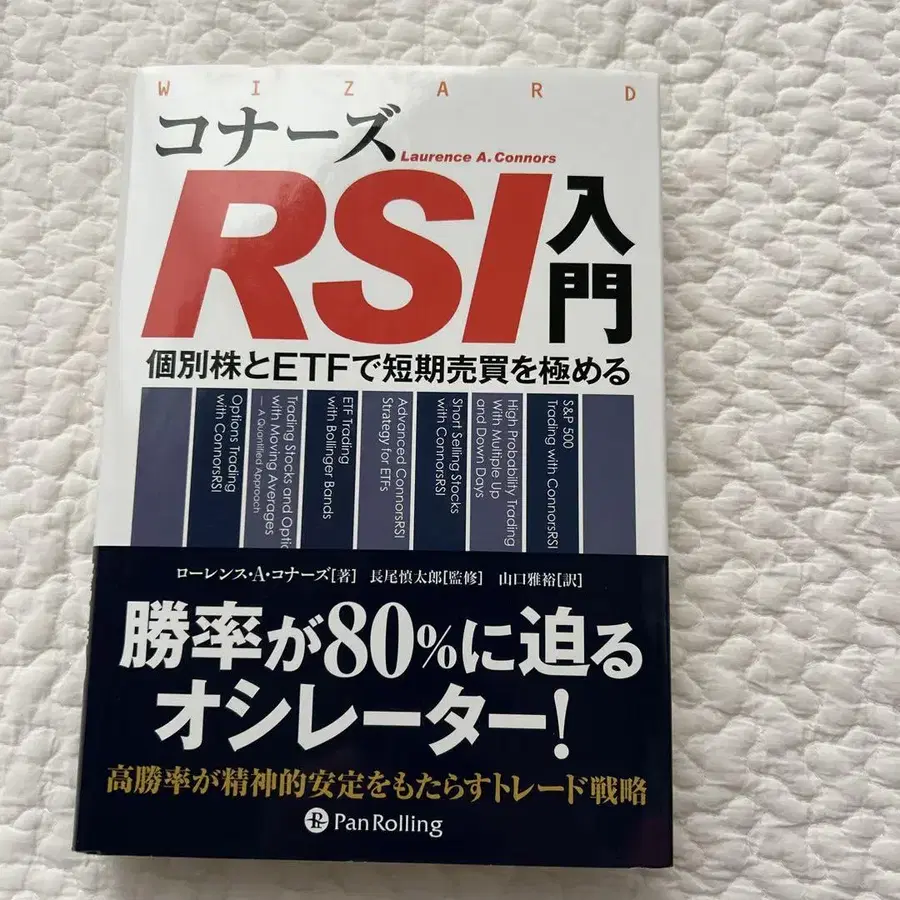 WIZARD
コナーズ
Laurence A. Connors
RSI
入門
個別株とETFで短期売買を極める
S&P 500
Trading with ConnorsRSI
High Probability Trading
With Multiple Up
and Down Days
Short Selling Stocks
with ConnorsRSI
Advanced ConnorsRSI
Strategy for ETFs
ETF Trading
with Bollinger Bands
Trading Stocks and Optio
with Moving Averages
— A Quantified Approach
Options Trading
with ConnorsRSI
ローレンス・A・コナーズ[著] 長尾慎太郎[監修] 山口雅裕[訳]
勝率が80%に迫る
オシレーター!
高勝率が精神的安定をもたらすトレード戦略
PanRolling